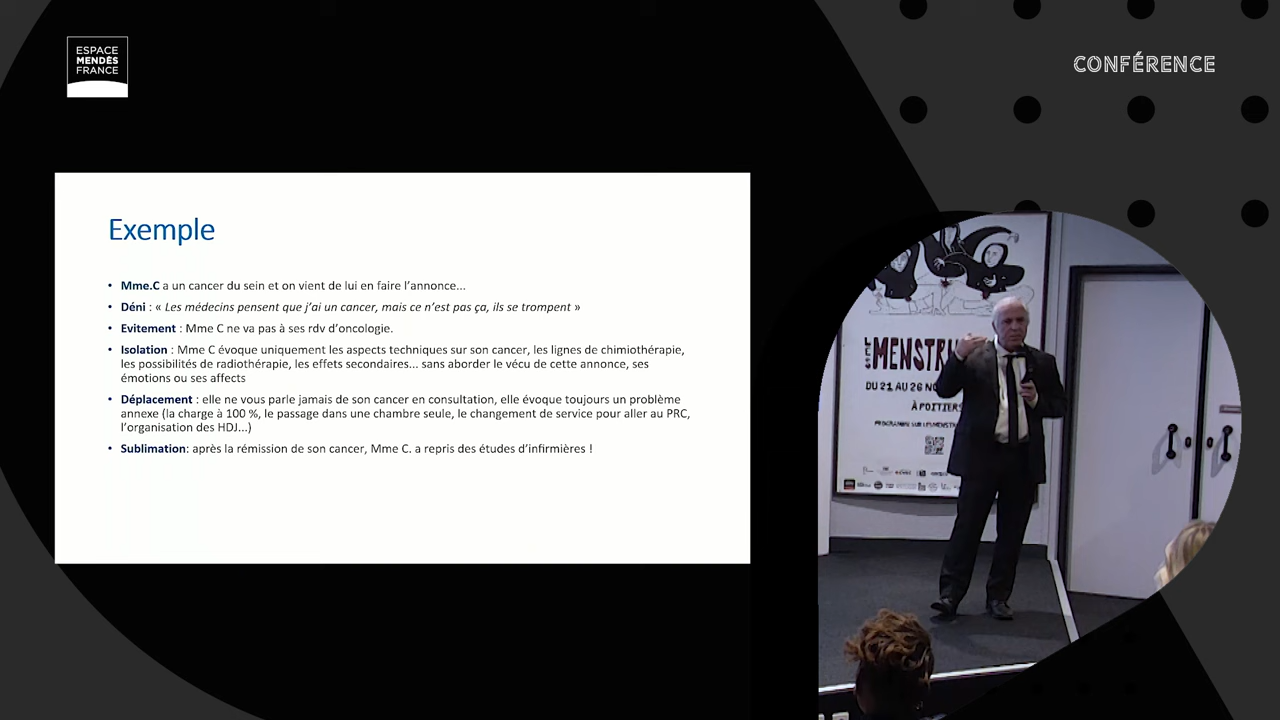 ESPACE
MENDÈS
FRANCE
CONFÉRENCE
Exemple
• Mme.C a un cancer du sein et on vient de lui en faire l'annonce...
• Déni : « Les médecins pensent que j'ai un cancer, mais ce n'est pas ça, ils se trompent »
• Evitement : Mme C ne va pas à ses rdv d'oncologie.
• Isolation : Mme C évoque uniquement les aspects techniques sur son cancer, les lignes de chimiothérapie,
les possibilités de radiothérapie, les effets secondaires... sans aborder le vécu de cette annonce, ses
émotions ou ses affects
• Déplacement : elle ne vous parle jamais de son cancer en consultation, elle évoque toujours un problème
annexe (la charge à 100 %, le passage dans une chambre seule, le changement de service pour aller au PRC,
l'organisation des HDJ...)
• Sublimation: après la rémission de son cancer, Mme C. a repris des études d'infirmières !
LES
MENSTRU
DU 21 AU 26 NO
À POITIERS